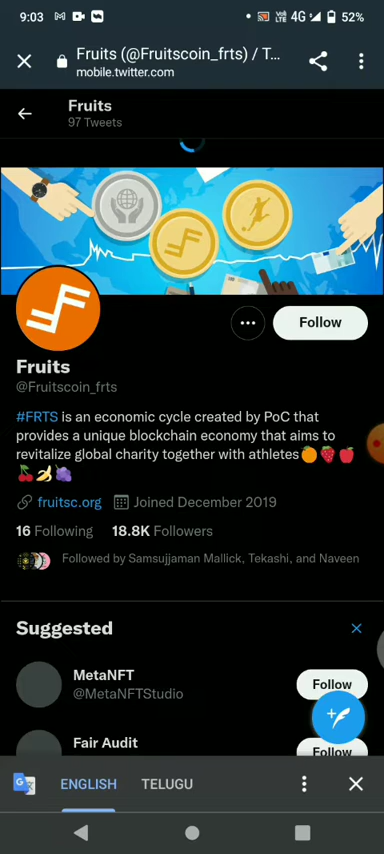 9:03 4G 52%
Fruits (@Fruitscoin_frts) / T...
mobile.twitter.com
Fruits
97 Tweets
Follow
Fruits
@Fruitscoin_frts
#FRTS is an economic cycle created by PoC that
provides a unique blockchain economy that aims to
revitalize global charity together with athletes🍊🍓🍎
🍒🍌🍇
fruitsc.org Joined December 2019
16 Following 18.8K Followers
Followed by Samsujjaman Mallick, Tekashi, and Naveen
Suggested
MetaNFT
@MetaNFTStudio
Follow
Fair Audit
Follow
ENGLISH TELUGU